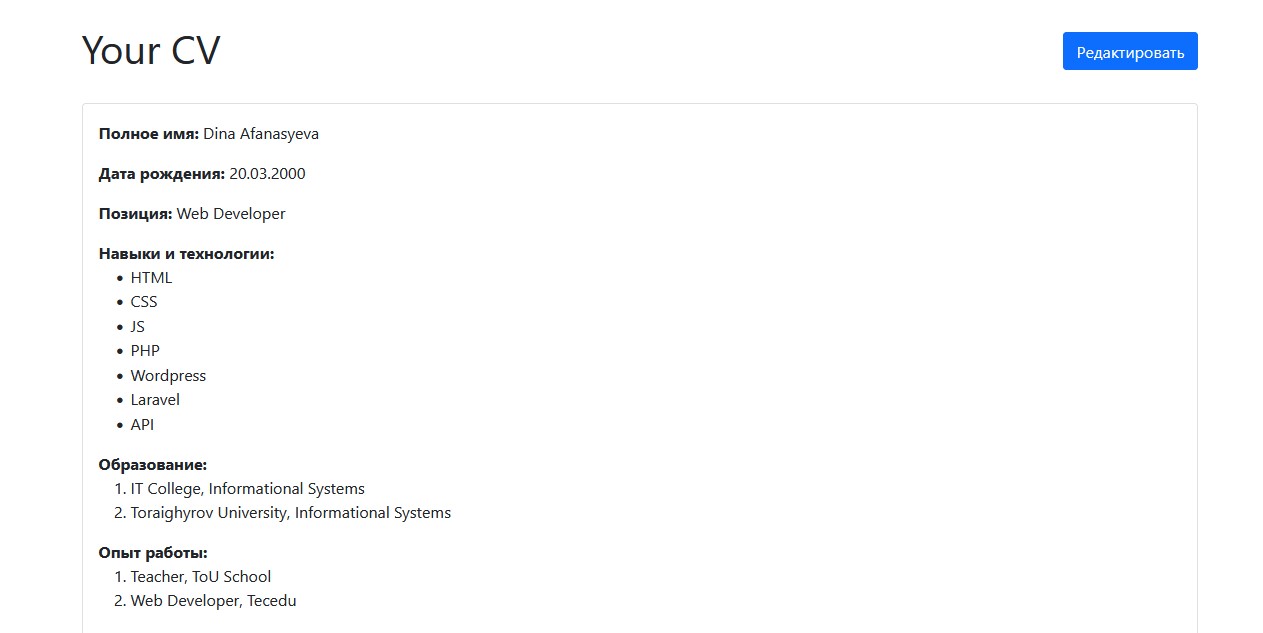 Your CV
Редактировать
Полное имя: Dina Afanasyeva
Дата рождения: 20.03.2000
Позиция: Web Developer
Навыки и технологии:
• HTML
• CSS
• JS
• PHP
• Wordpress
• Laravel
• API
Образование:
1. IT College, Informational Systems
2. Toraighyrov University, Informational Systems
Опыт работы:
1. Teacher, ToU School
2. Web Developer, Tecedu